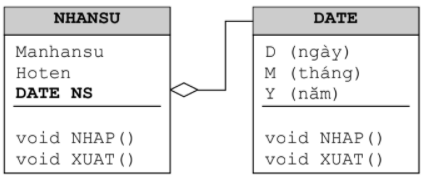 NHANSU
Manhansu
Hoten
DATE NS
void NHAP()
void XUAT()
DATE
D (ngày)
M (tháng)
Y (năm)
void NHAP()
void XUAT()